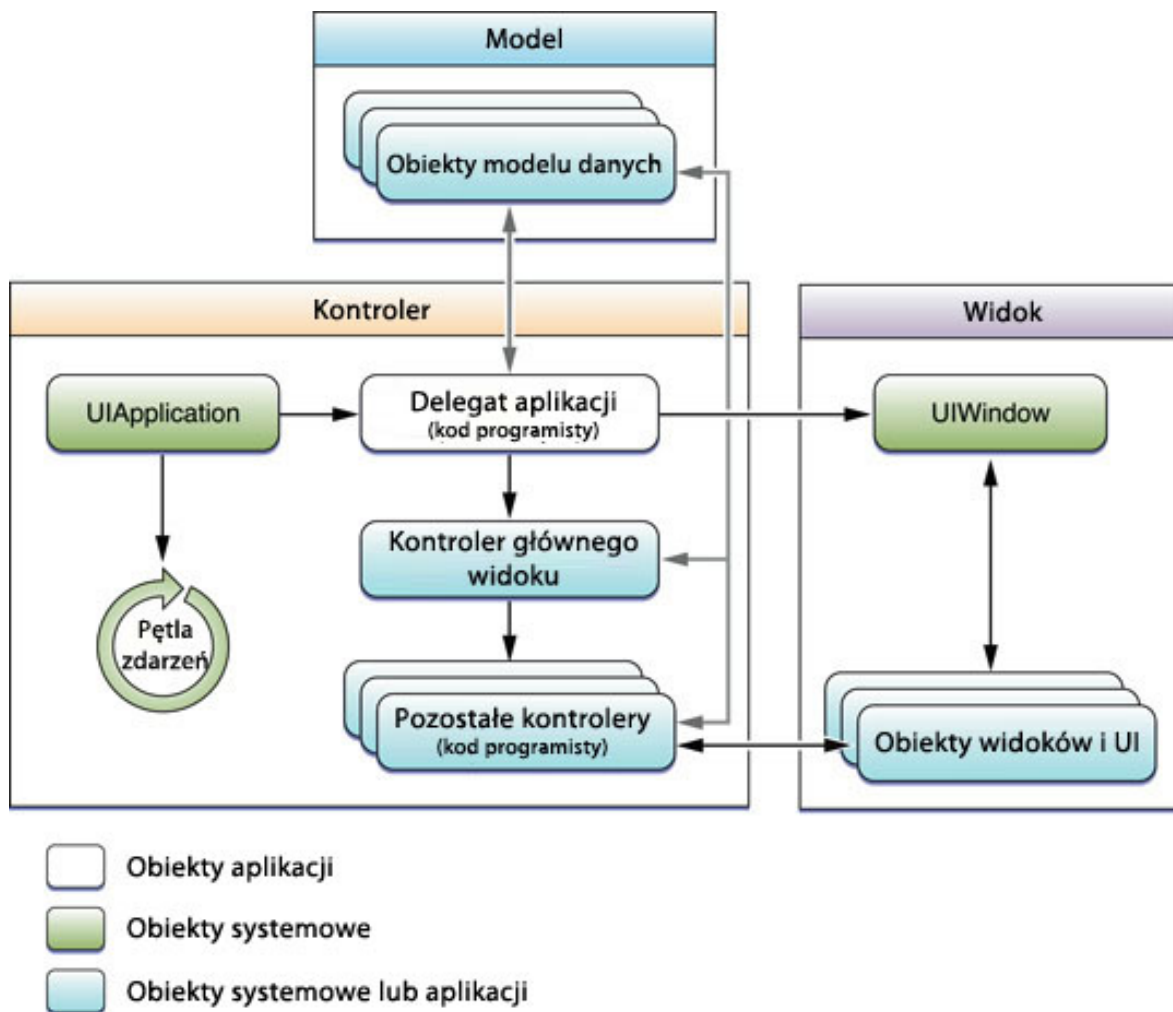 Model
Obiekty modelu danych
Kontroler
Widok
UIApplication
Delegat aplikacji
(kod programisty)
UIWindow
Kontroler głównego
widoku
Pętla
zdarzeń
Pozostałe kontrolery
(kod programisty)
Obiekty widoków i UI
Obiekty aplikacji
Obiekty systemowe
Obiekty systemowe lub aplikacji